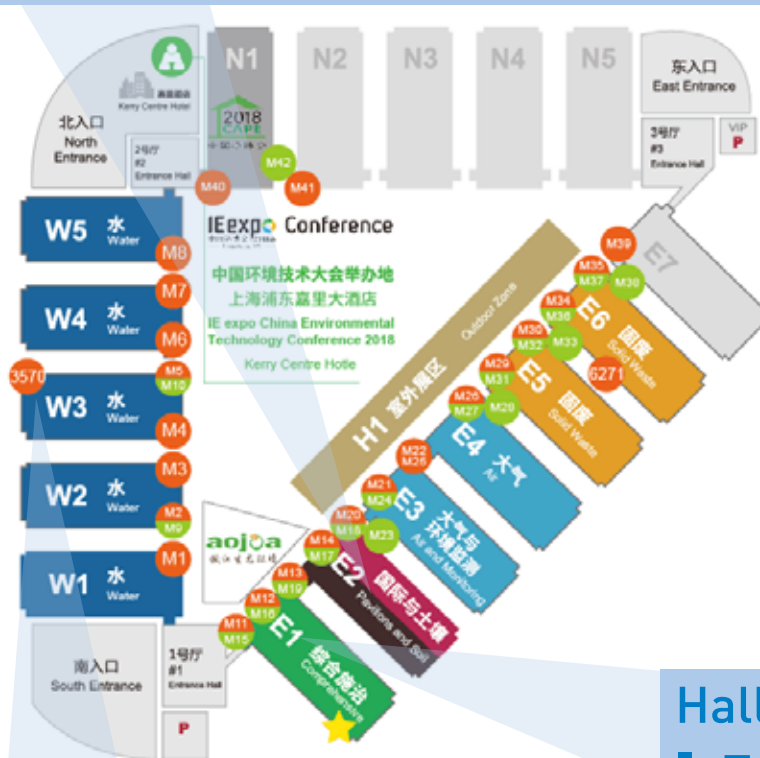 N1
N2
N3
N4
N5
东入口
East Entrance
Kerry Centre Hotel
北入口
North
Entrance
2号厅
#2
Entrance Hall
2018
CAPE
3号厅
#3
Entrance Hall
VIP
P
M42
M40
M41
W5 水
Water
M8
IEexpo Conference
中国环境技术大会举办地
上海浦东嘉里大酒店
IE expo China Environmental
Technology Conference 2018
Kerry Centre Hotle
M7
W4 水
Water
M6
3570
M5
M10
W3 水
Water
M4
M3
W2 水
Water
M2
M9
M1
W1 水
Water
H1 室外展区 Outdoor Zone
M39
E7
M35
M37
M38
M34
M36
E6 固废
Solid Waste
M30
M32
M33
6271
M29
M31
E5 固废
Solid Waste
M26
M27
M28
E4 大气
Air
M22
M25
M21
M24
E3 大气与
环境监测
Air and Monitoring
M20
M18
M23
aojoa
M14
M17
E2 国际与土壤
Pavilions and Soil
M13
M19
M12
M16
M11
M15
E1 综合施治
Comprehensive
南入口
South Entrance
1号厅
#1
Entrance Hall
P
Hall